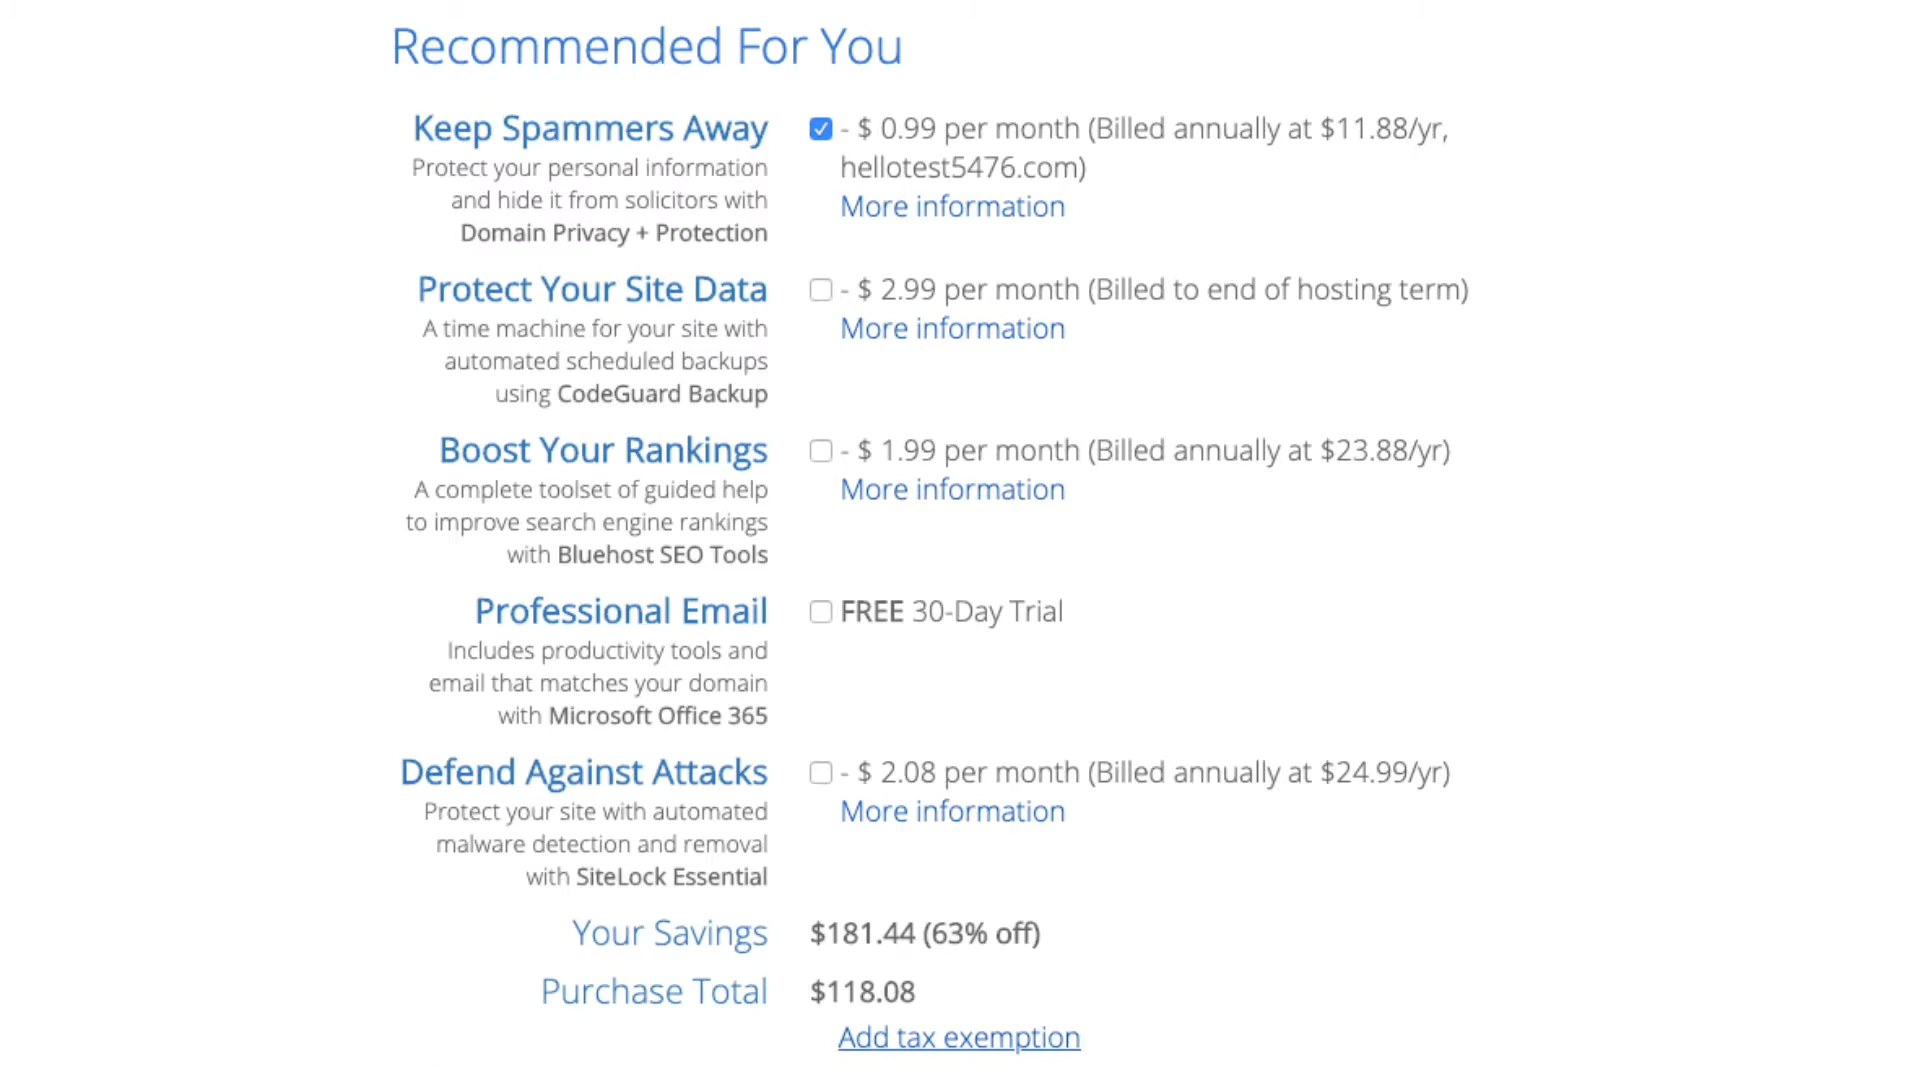 Recommended For You
Keep Spammers Away
Protect your personal information
and hide it from solicitors with
Domain Privacy + Protection
- $ 0.99 per month (Billed annually at $11.88/yr,
hellotest5476.com)
More information
Protect Your Site Data
A time machine for your site with
automated scheduled backups
using CodeGuard Backup
- $ 2.99 per month (Billed to end of hosting term)
More information
Boost Your Rankings
A complete toolset of guided help
to improve search engine rankings
with Bluehost SEO Tools
- $ 1.99 per month (Billed annually at $23.88/yr)
More information
Professional Email
Includes productivity tools and
email that matches your domain
with Microsoft Office 365
FREE 30-Day Trial
Defend Against Attacks
Protect your site with automated
malware detection and removal
with SiteLock Essential
- $ 2.08 per month (Billed annually at $24.99/yr)
More information
Your Savings
$181.44 (63% off)
Purchase Total
$118.08
Add tax exemption